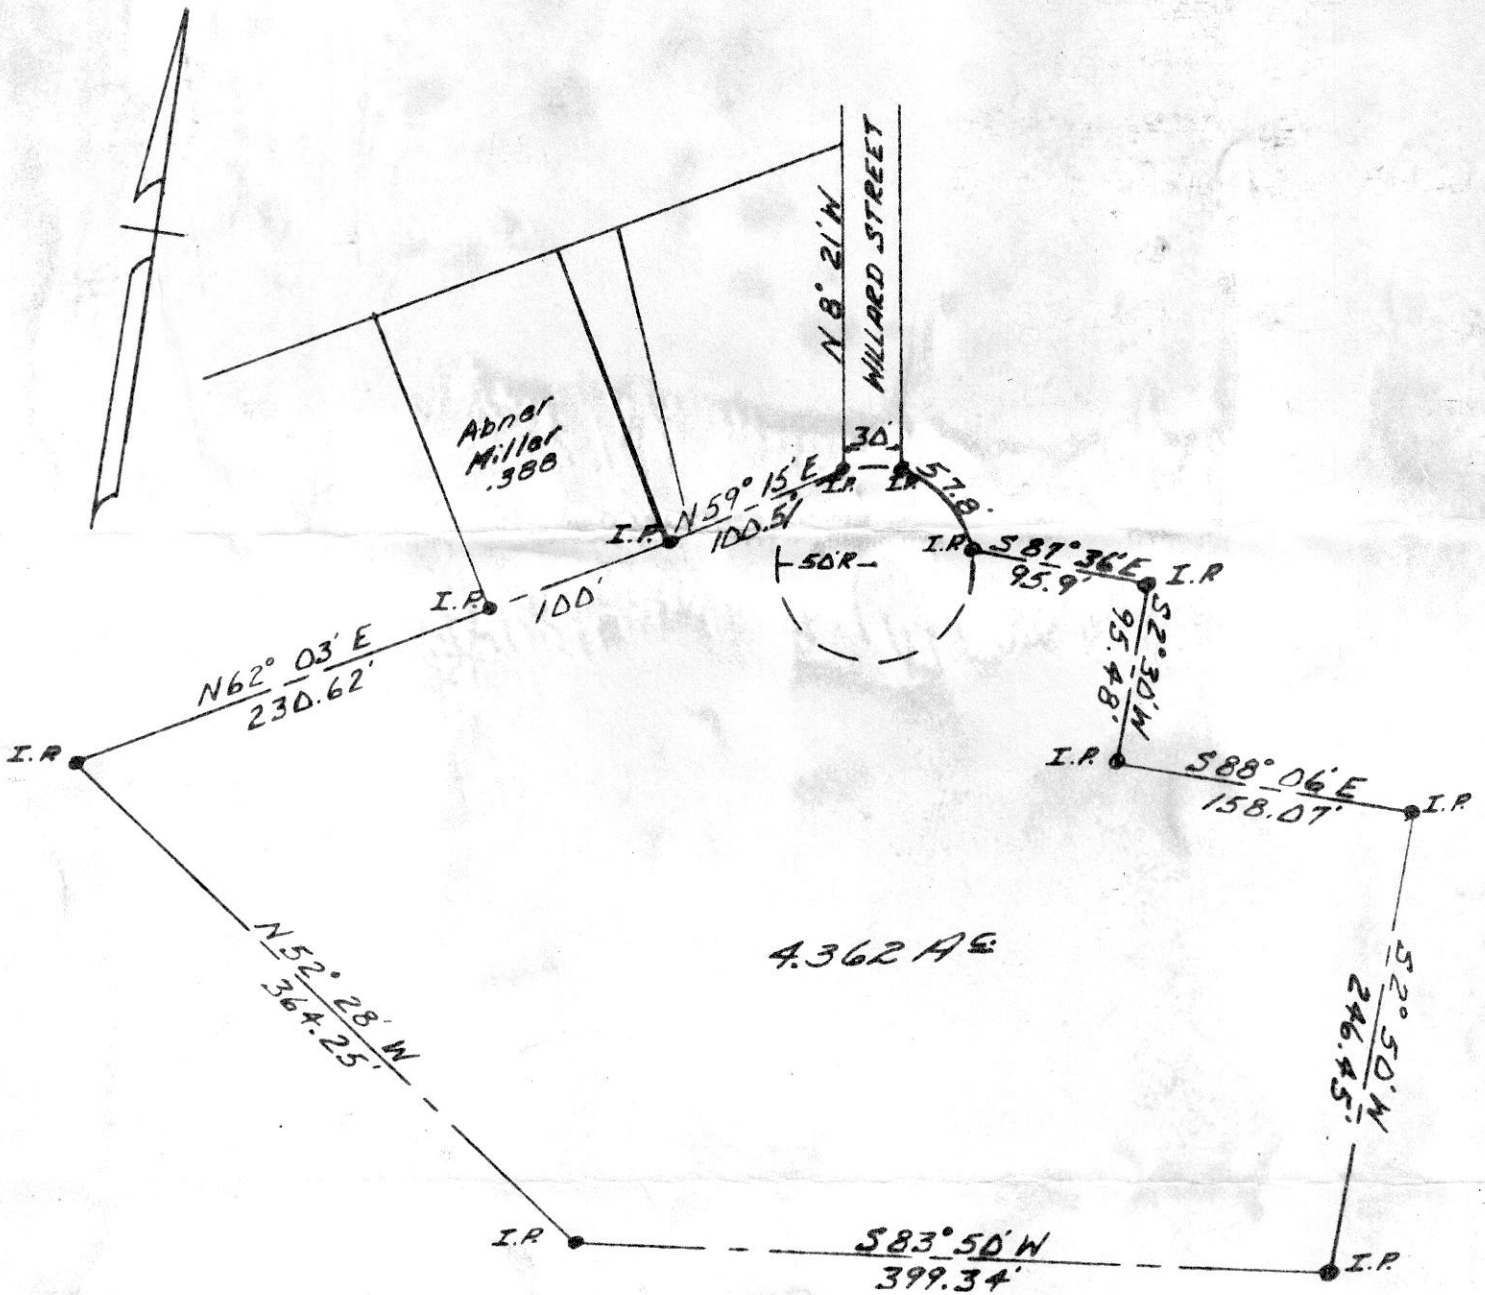 N 8° 21' W
WILLARD STREET
Abner
Miller
.388
30'
I.P.
I.P.
57.8'
N 59° 15' E
100.51'
I.P.
50'R
I.P.
S 87° 36' E
95.9'
I.P.
I.P.
100'
S 2° 30' W
95.48'
N 62° 03' E
230.62'
I.P.
I.P.
S 88° 06' E
158.07'
I.P.
4.362 Ac.
N 52° 28' W
364.25'
S 2° 50' W
246.45'
I.P.
S 83° 50' W
399.34'
I.P.